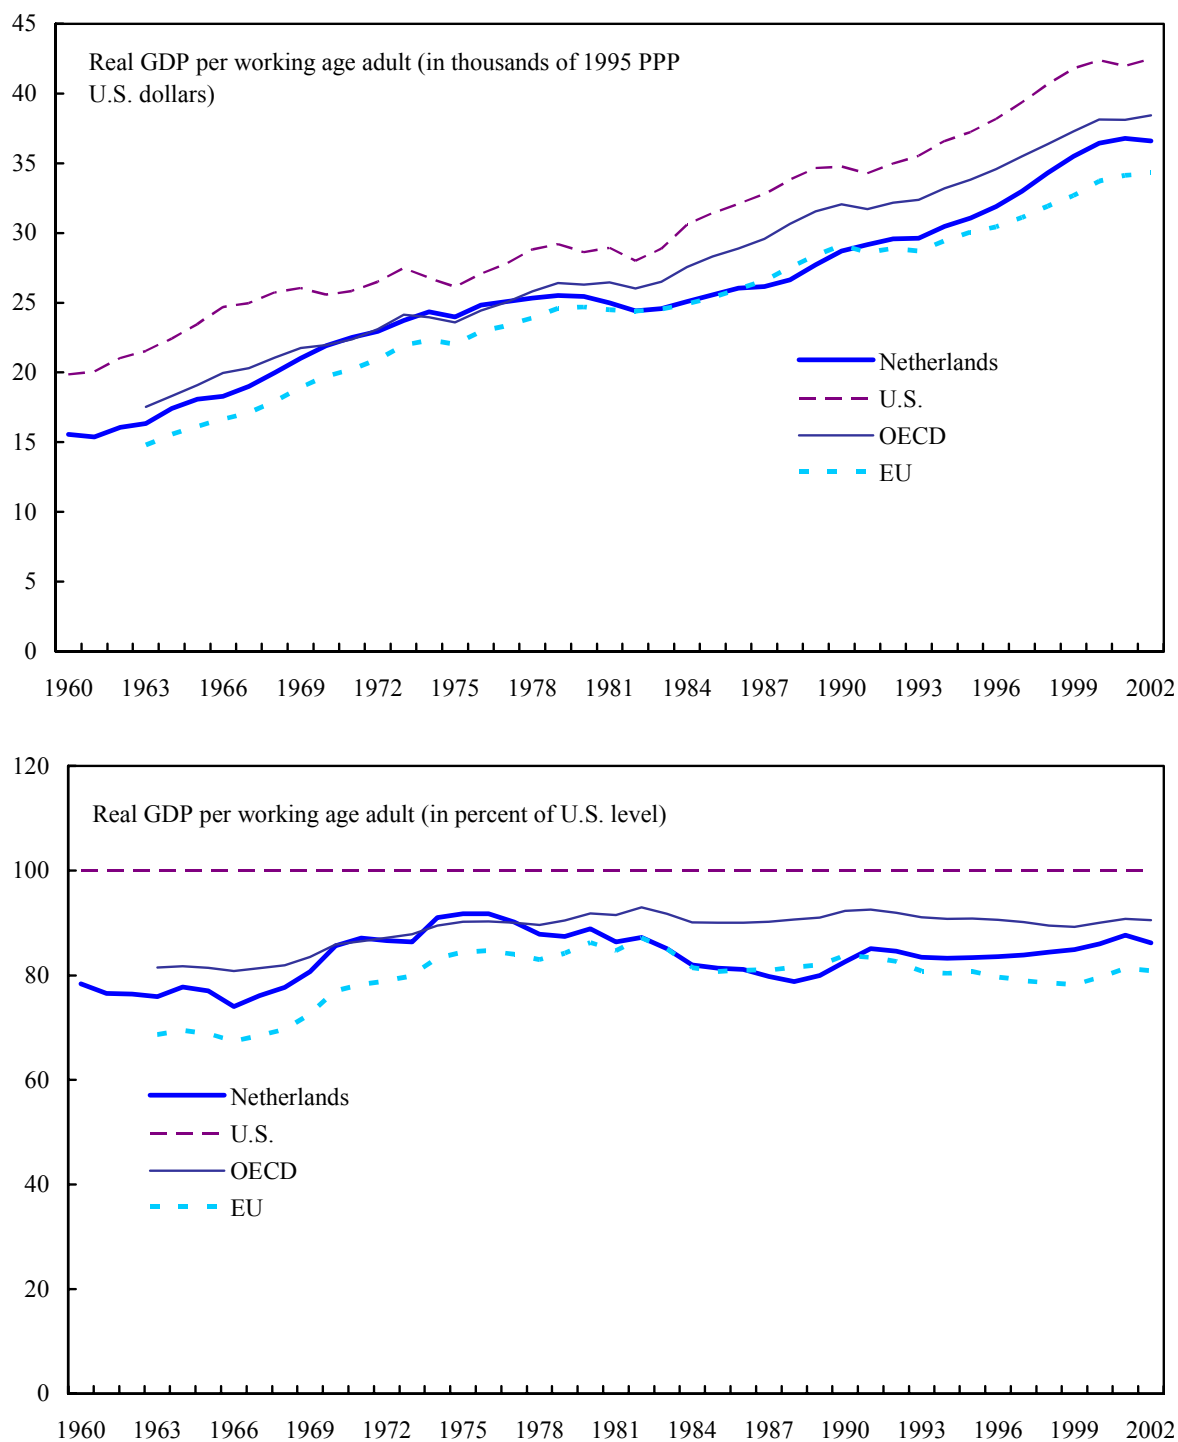 45
Real GDP per working age adult (in thousands of 1995 PPP
U.S. dollars)
40
35
30
25
20
15
10
5
0
Netherlands
U.S.
OECD
EU
1960 1963 1966 1969 1972 1975 1978 1981 1984 1987 1990 1993 1996 1999 2002
120
Real GDP per working age adult (in percent of U.S. level)
100
80
60
40
20
0
Netherlands
U.S.
OECD
EU
1960 1963 1966 1969 1972 1975 1978 1981 1984 1987 1990 1993 1996 1999 2002